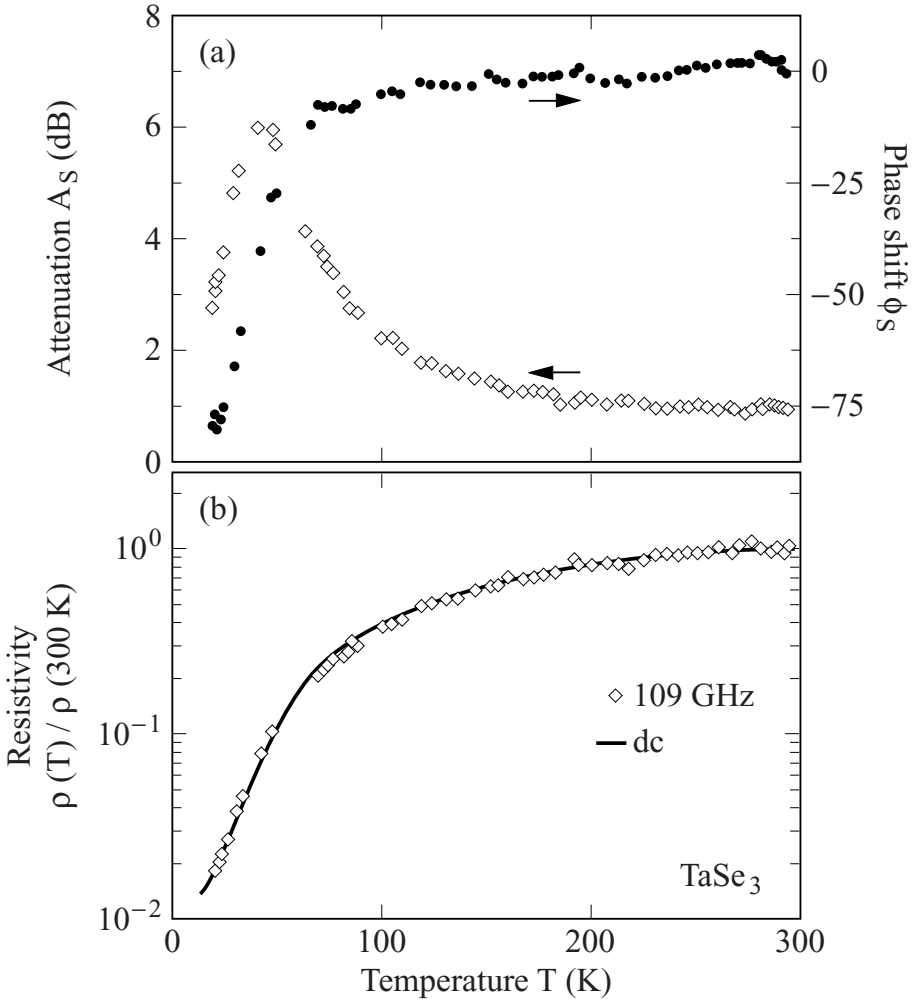 (a)
8
6
4
2
0
Attenuation A_S (dB)
0
−25
−50
−75
Phase shift ϕ_S
(b)
10^0
10^−1
10^−2
Resistivity
ρ (T) / ρ (300 K)
109 GHz
dc
TaSe_3
0 100 200 300
Temperature T (K)